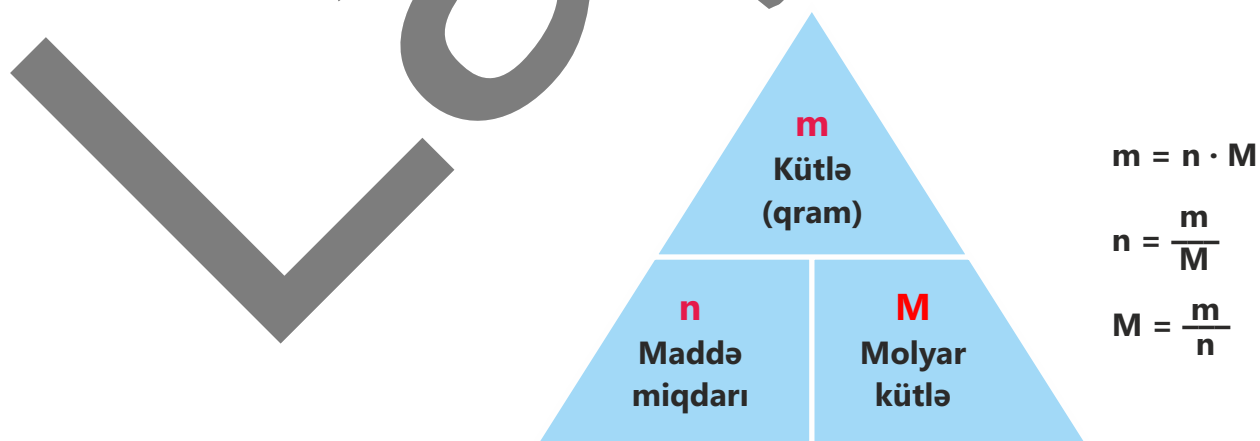 m
Kütlə
(qram)
n
Maddə
miqdarı
M
Molyar
kütlə
m = n · M
n = m/M
M = m/n